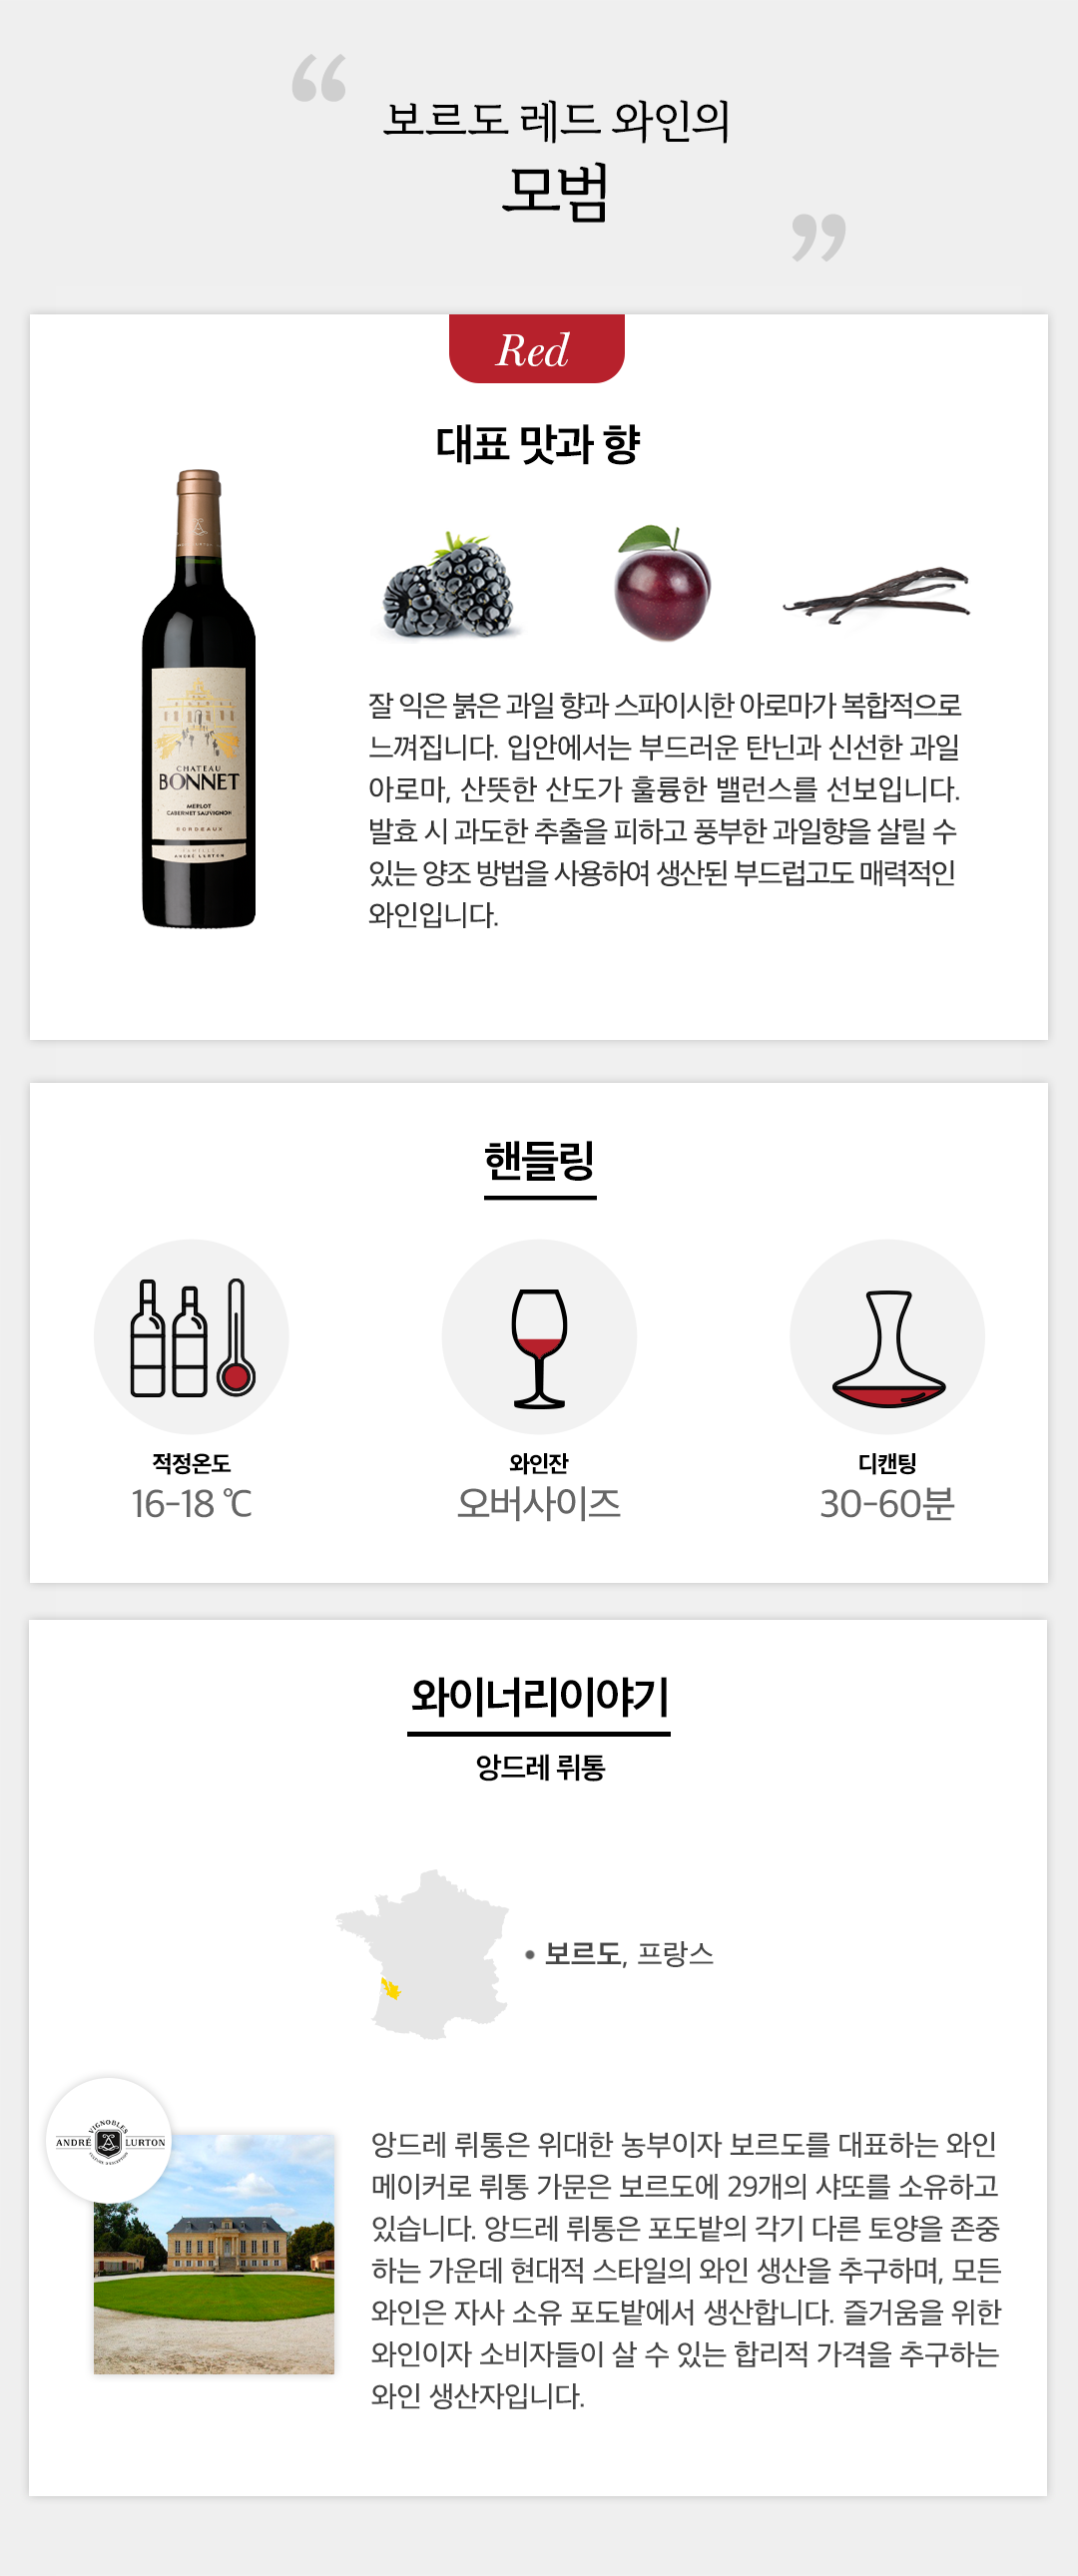 “
보르도 레드 와인의
모범
”
Red
대표 맛과 향
CHATEAU
BONNET
MERLOT
CABERNET SAUVIGNON
BORDEAUX
FAMILLE
ANDRÉ LURTON
잘 익은 붉은 과일 향과 스파이시한 아로마가 복합적으로
느껴집니다. 입안에서는 부드러운 탄닌과 신선한 과일
아로마, 산뜻한 산도가 훌륭한 밸런스를 선보입니다.
발효 시 과도한 추출을 피하고 풍부한 과일향을 살릴 수
있는 양조 방법을 사용하여 생산된 부드럽고도 매력적인
와인입니다.
핸들링
적정온도
16-18 ℃
와인잔
오버사이즈
디캔팅
30-60분
와이너리이야기
앙드레 뤼통
• 보르도, 프랑스
VIGNOBLES
ANDRÉ LURTON
앙드레 뤼통은 위대한 농부이자 보르도를 대표하는 와인
메이커로 뤼통 가문은 보르도에 29개의 샤또를 소유하고
있습니다. 앙드레 뤼통은 포도밭의 각기 다른 토양을 존중
하는 가운데 현대적 스타일의 와인 생산을 추구하며, 모든
와인은 자사 소유 포도밭에서 생산합니다. 즐거움을 위한
와인이자 소비자들이 살 수 있는 합리적 가격을 추구하는
와인 생산자입니다.